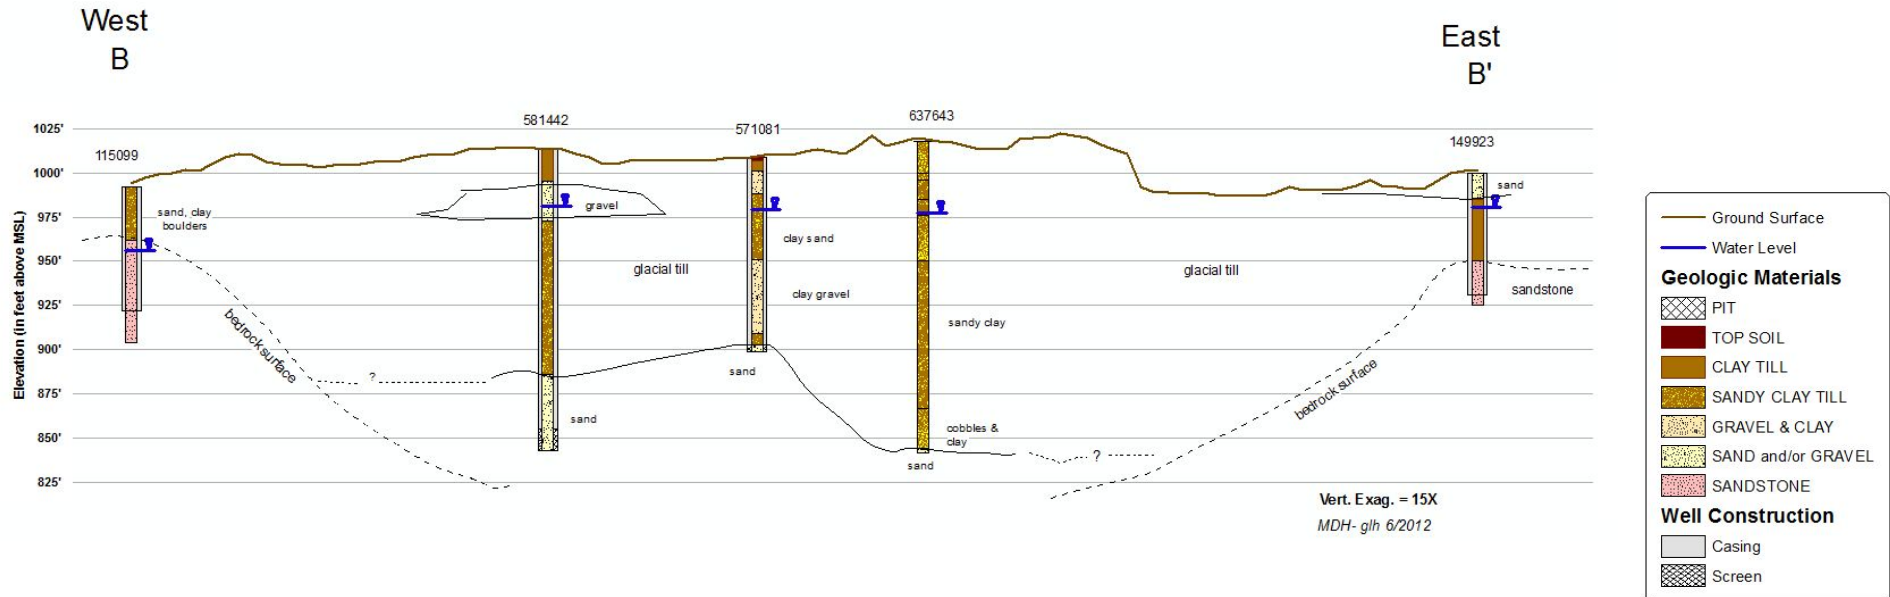 West
B
East
B'
Elevation (in feet above MSL)
1025'
1000'
975'
950'
925'
900'
875'
850'
825'
115099
581442
571081
637643
149923
sand, clay
boulders
gravel
clay sand
glacial till
clay gravel
sandy clay
glacial till
sand
sandstone
bedrock surface
?
sand
sand
cobbles &
clay
sand
?
bedrock surface
Vert. Exag. = 15X
MDH- glh 6/2012
Ground Surface
Water Level
Geologic Materials
PIT
TOP SOIL
CLAY TILL
SANDY CLAY TILL
GRAVEL & CLAY
SAND and/or GRAVEL
SANDSTONE
Well Construction
Casing
Screen